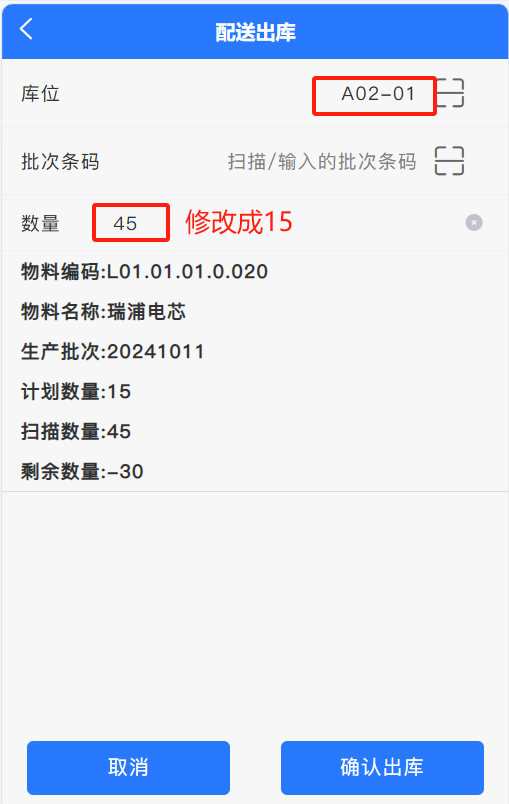 配送出库
库位 A02-01
批次条码 扫描/输入的批次条码
数量 45 修改成15
物料编码:L01.01.01.0.020
物料名称:瑞浦电芯
生产批次:20241011
计划数量:15
扫描数量:45
剩余数量:-30
取消 确认出库